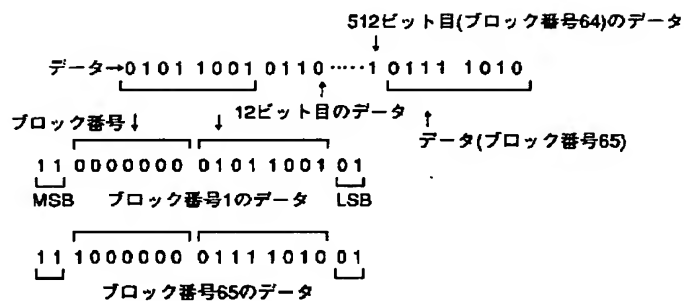 512ビット目(ブロック番号64)のデータ
データ→0101 1001 0110 ·····1 0111 1010
12ビット目のデータ
ブロック番号
データ(ブロック番号65)
11 0000000 01011001 01
MSB ブロック番号1のデータ LSB
11 1000000 01111010 01
ブロック番号65のデータ